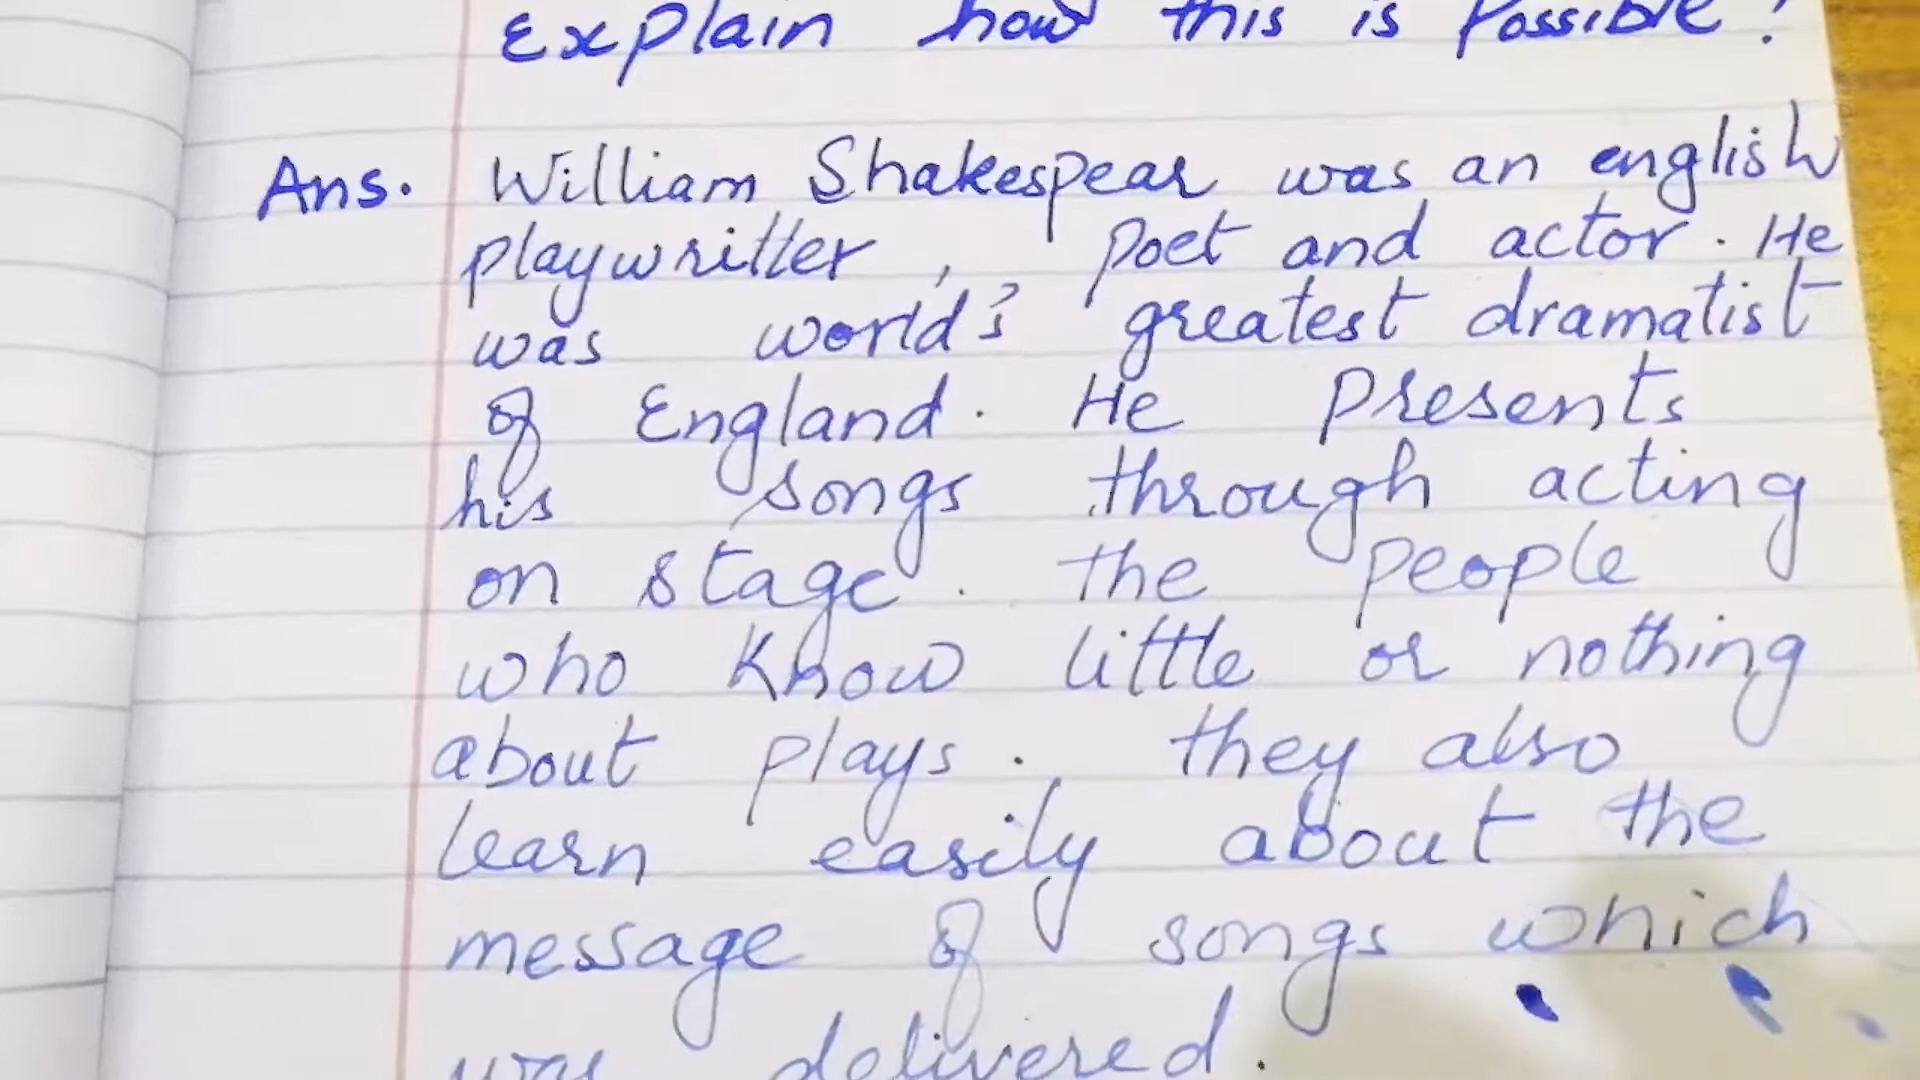 Explain how this is Possible?
Ans. William Shakespear was an english
playwritter, Poet and actor. He
was world's greatest dramatist
of England. He Presents
his songs through acting
on stage. the people
who know little or nothing
about plays. they also
learn easily about the
message of songs which
was delivered.